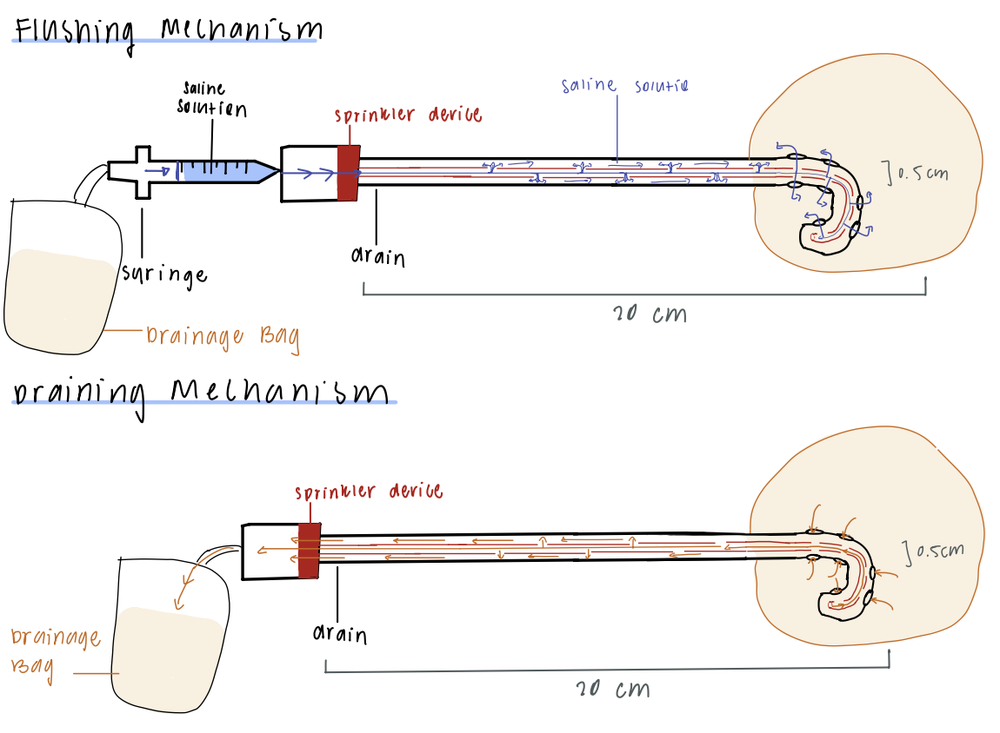 Flushing Mechanism
saline
solution
sprinkler device
saline solutio
0.5cm
drain
syringe
20 cm
Drainage Bag
Draining Mechanism
sprinkler device
0.5cm
drain
Drainage
Bag
20 cm